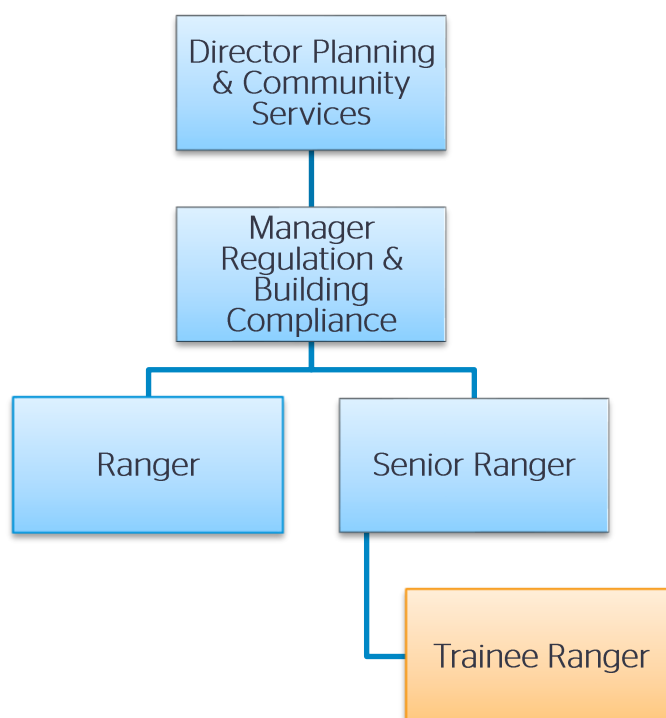 Director Planning
& Community
Services
Manager
Regulation &
Building
Compliance
Ranger
Senior Ranger
Trainee Ranger